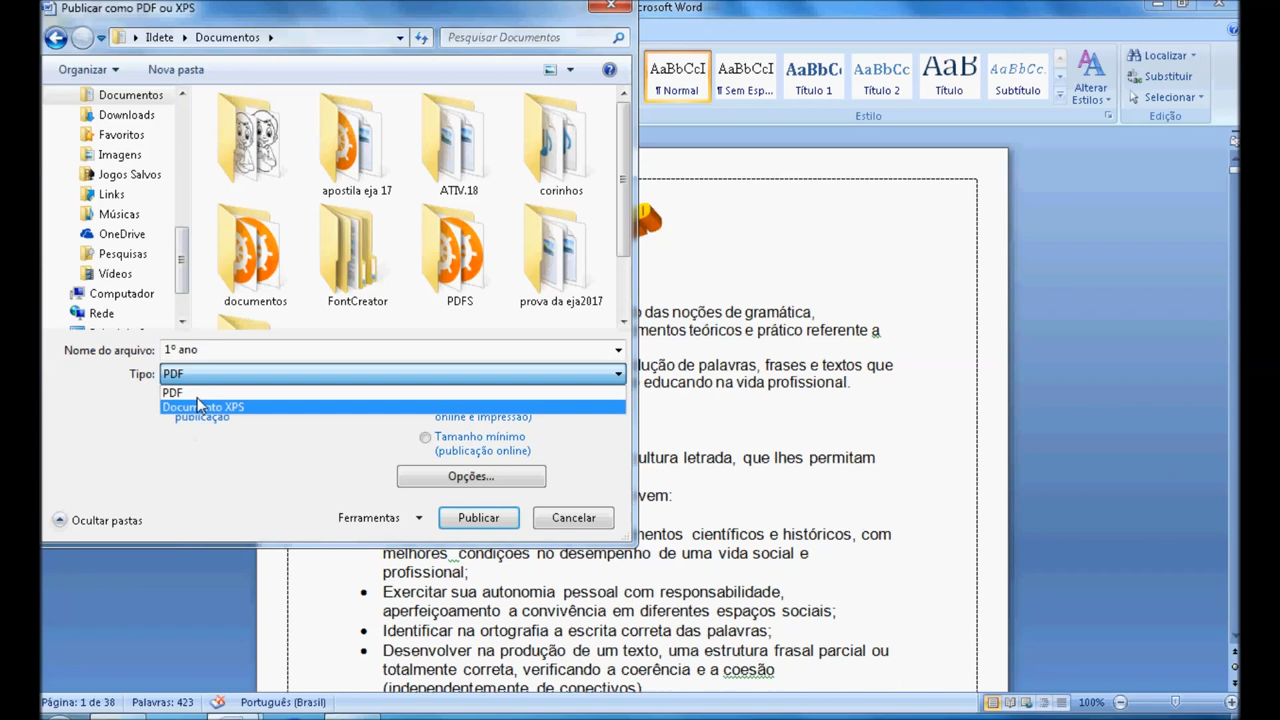 Publicar como PDF ou XPS
crosoft Word
Ildete
Documentos
Pesquisar Documentos
Organizar
Nova pasta
Documentos
Downloads
Favoritos
Imagens
Jogos Salvos
Links
Músicas
OneDrive
Pesquisas
Vídeos
Computador
Rede
apostila eja 17
ATIV.18
corinhos
documentos
FontCreator
PDFS
prova da eja2017
Nome do arquivo:
1º ano
Tipo:
PDF
PDF
Documento XPS
publicação
online e impressão)
Tamanho mínimo
(publicação online)
Opções...
Ocultar pastas
Ferramentas
Publicar
Cancelar
AaBbCcI
¶ Normal
AaBbCcI
¶ Sem Esp...
AaBbC
Título 1
AaBbCc
Título 2
AaB
Título
AaBbCc.
Subtítulo
Alterar
Estilos
Estilo
Localizar
Substituir
Selecionar
Edição
o das noções de gramática,
mentos teóricos e prático referente a
dução de palavras, frases e textos que
educando na vida profissional.
ultura letrada, que lhes permitam
vem:
mentos científicos e históricos, com
melhores condições no desempenho de uma vida social e
profissional;
• Exercitar sua autonomia pessoal com responsabilidade,
aperfeiçoamento a convivência em diferentes espaços sociais;
• Identificar na ortografia a escrita correta das palavras;
• Desenvolver na produção de um texto, uma estrutura frasal parcial ou
totalmente correta, verificando a coerência e a coesão
(independentemente de conectivos)
Página: 1 de 38
Palavras: 423
Português (Brasil)
100%